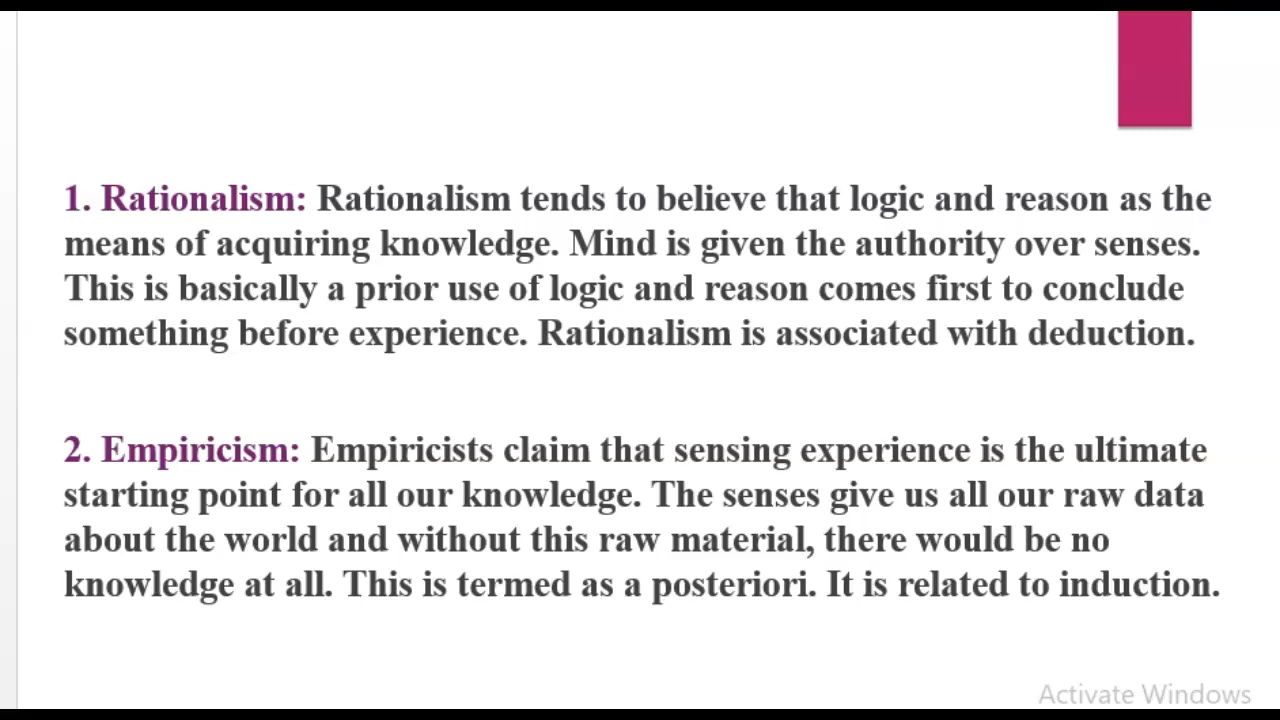 1. Rationalism: Rationalism tends to believe that logic and reason as the
means of acquiring knowledge. Mind is given the authority over senses.
This is basically a prior use of logic and reason comes first to conclude
something before experience. Rationalism is associated with deduction.
2. Empiricism: Empiricists claim that sensing experience is the ultimate
starting point for all our knowledge. The senses give us all our raw data
about the world and without this raw material, there would be no
knowledge at all. This is termed as a posteriori. It is related to induction.
Activate Windows